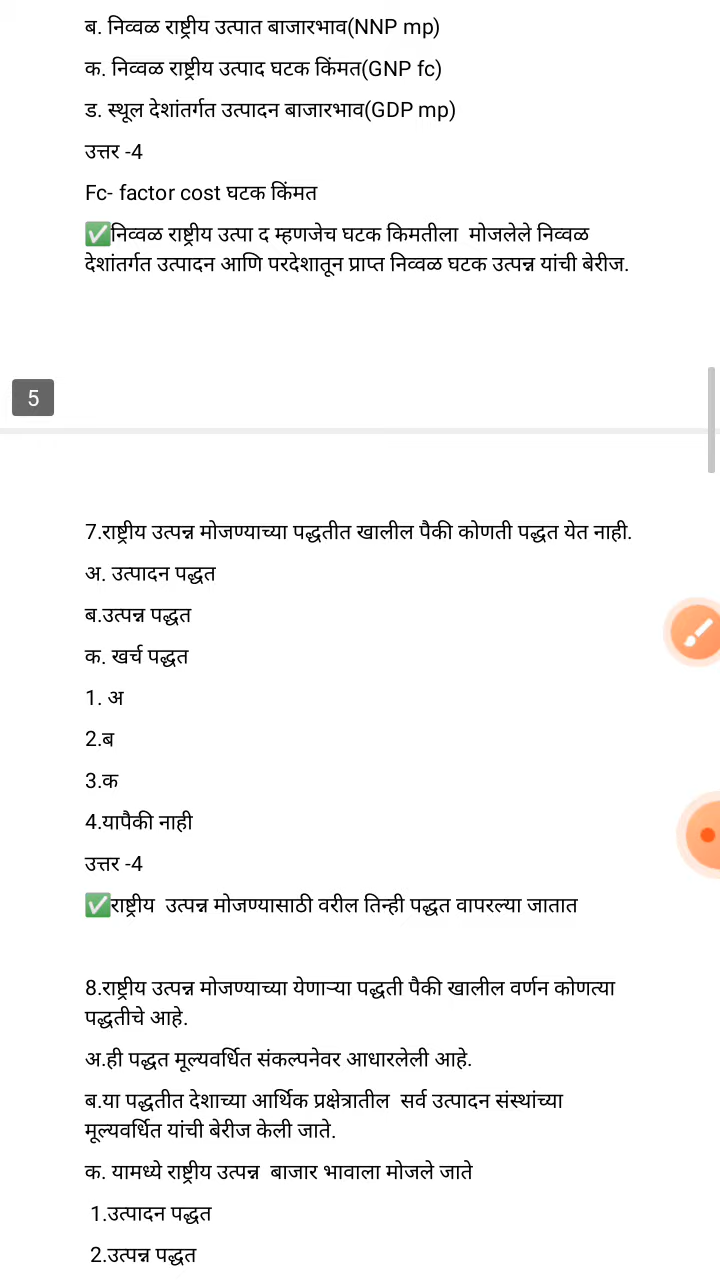 ब. निव्वळ राष्ट्रीय उत्पात बाजारभाव(NNP mp)
क. निव्वळ राष्ट्रीय उत्पाद घटक किंमत(GNP fc)
ड. स्थूल देशांतर्गत उत्पादन बाजारभाव(GDP mp)
उत्तर -4
Fc- factor cost घटक किंमत
✅निव्वळ राष्ट्रीय उत्पा द म्हणजेच घटक किमतीला मोजलेले निव्वळ
देशांतर्गत उत्पादन आणि परदेशातून प्राप्त निव्वळ घटक उत्पन्न यांची बेरीज.
5
7.राष्ट्रीय उत्पन्न मोजण्याच्या पद्धतीत खालील पैकी कोणती पद्धत येत नाही.
अ. उत्पादन पद्धत
ब.उत्पन्न पद्धत
क. खर्च पद्धत
1. अ
2.ब
3.क
4.यापैकी नाही
उत्तर -4
✅राष्ट्रीय उत्पन्न मोजण्यासाठी वरील तिन्ही पद्धत वापरल्या जातात
8.राष्ट्रीय उत्पन्न मोजण्याच्या येणाऱ्या पद्धती पैकी खालील वर्णन कोणत्या
पद्धतीचे आहे.
अ.ही पद्धत मूल्यवर्धित संकल्पनेवर आधारलेली आहे.
ब.या पद्धतीत देशाच्या आर्थिक प्रक्षेत्रातील सर्व उत्पादन संस्थांच्या
मूल्यवर्धित यांची बेरीज केली जाते.
क. यामध्ये राष्ट्रीय उत्पन्न बाजार भावाला मोजले जाते
1.उत्पादन पद्धत
2.उत्पन्न पद्धत